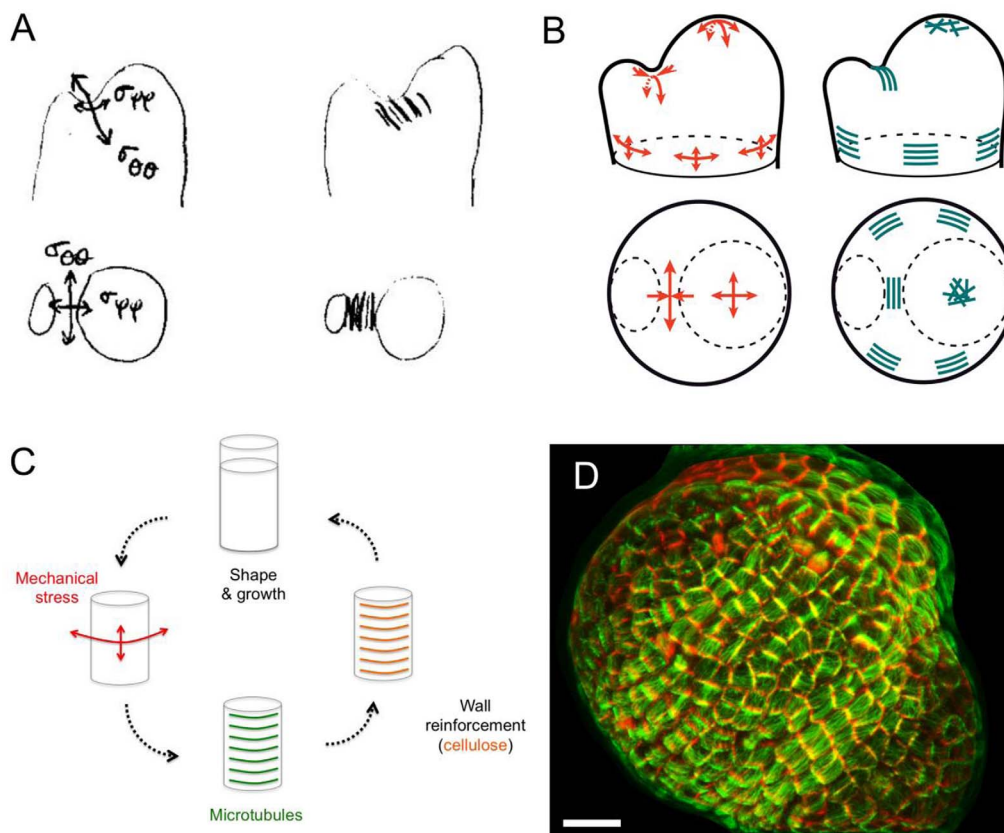 A
σφφ
σθθ
σθθ
σφφ
B
C
Shape
& growth
Mechanical
stress
Wall
reinforcement
(cellulose)
Microtubules
D